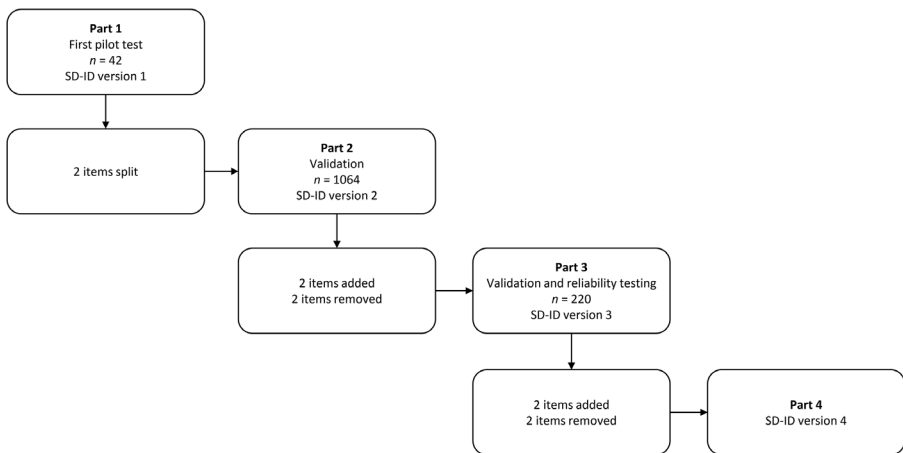 Part 1
First pilot test
n = 42
SD-ID version 1
2 items split
Part 2
Validation
n = 1064
SD-ID version 2
2 items added
2 items removed
Part 3
Validation and reliability testing
n = 220
SD-ID version 3
2 items added
2 items removed
Part 4
SD-ID version 4